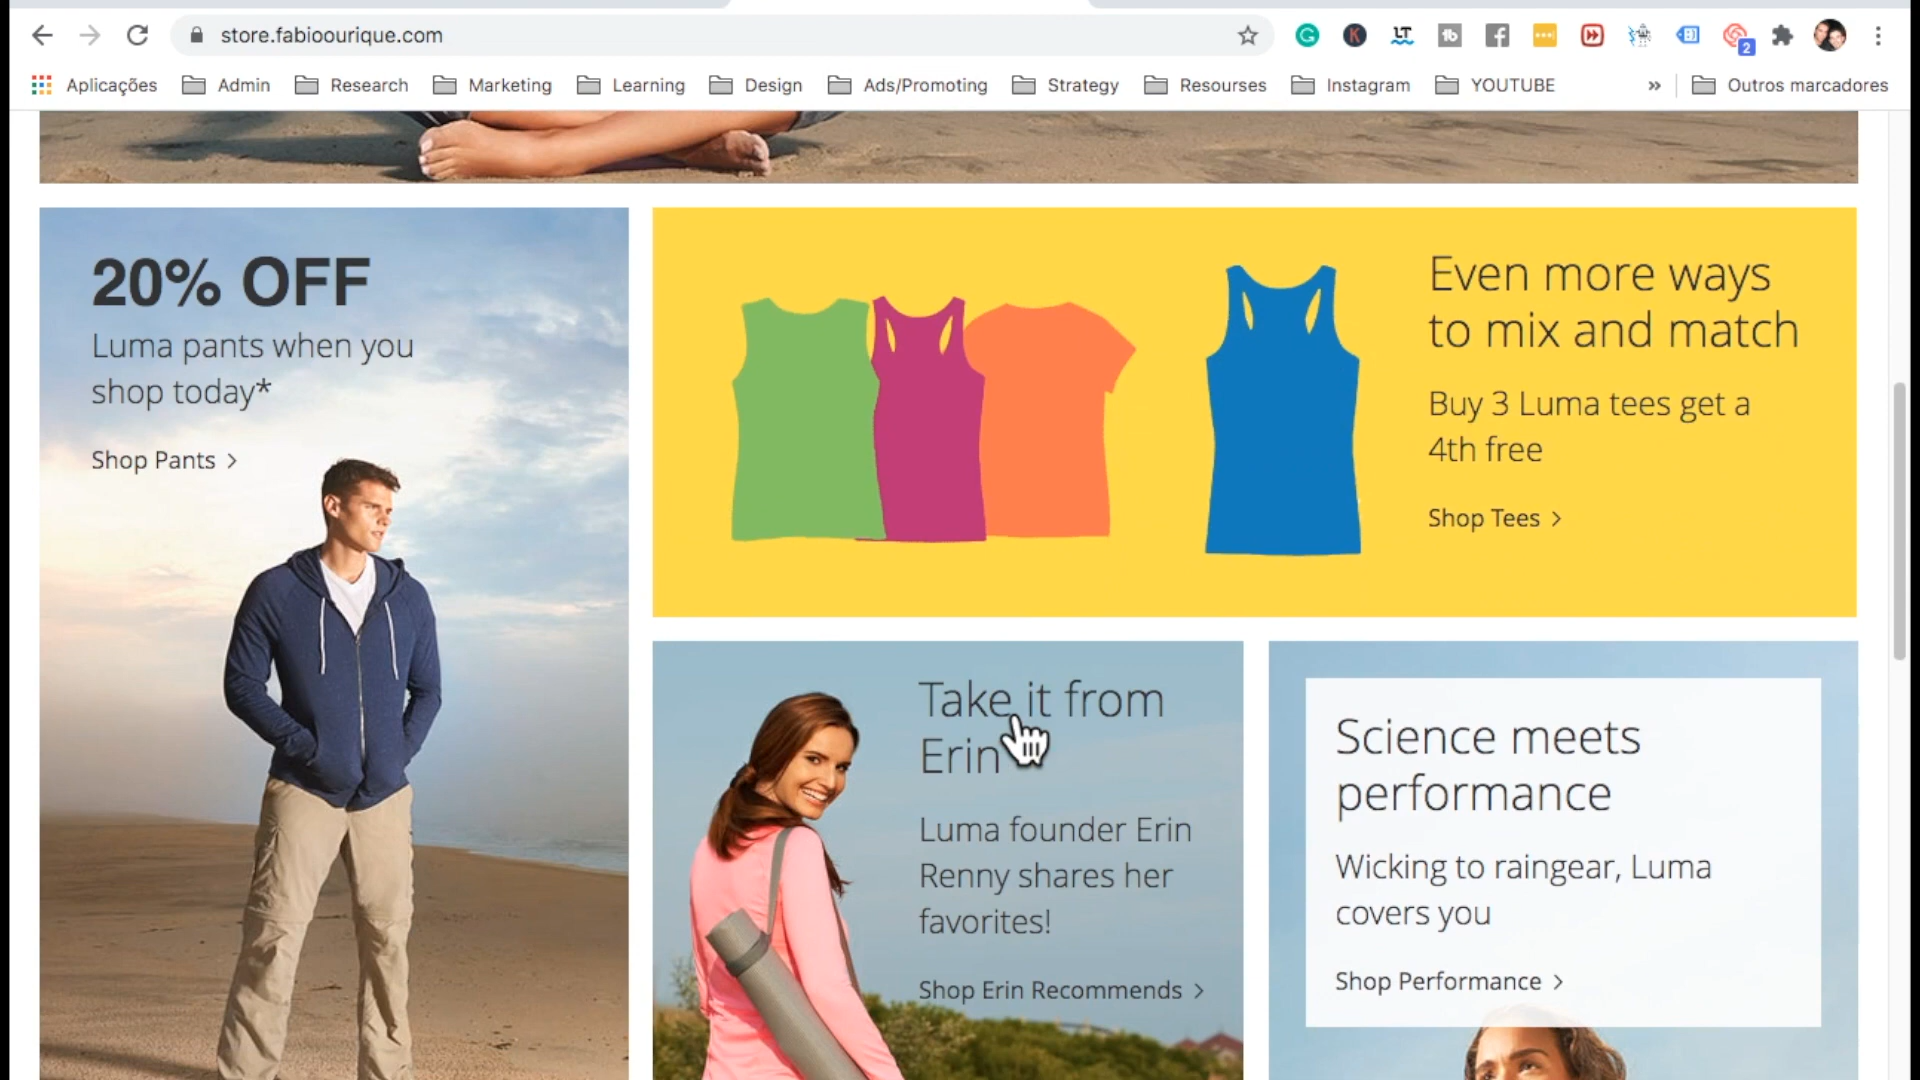 store.fabioourique.com
2
Aplicações Admin Research Marketing Learning Design Ads/Promoting Strategy Resourses Instagram YOUTUBE » Outros marcadores
20% OFF
Luma pants when you
shop today*
Shop Pants >
Even more ways
to mix and match
Buy 3 Luma tees get a
4th free
Shop Tees >
Take it from
Erin
Luma founder Erin
Renny shares her
favorites!
Shop Erin Recommends >
Science meets
performance
Wicking to raingear, Luma
covers you
Shop Performance >